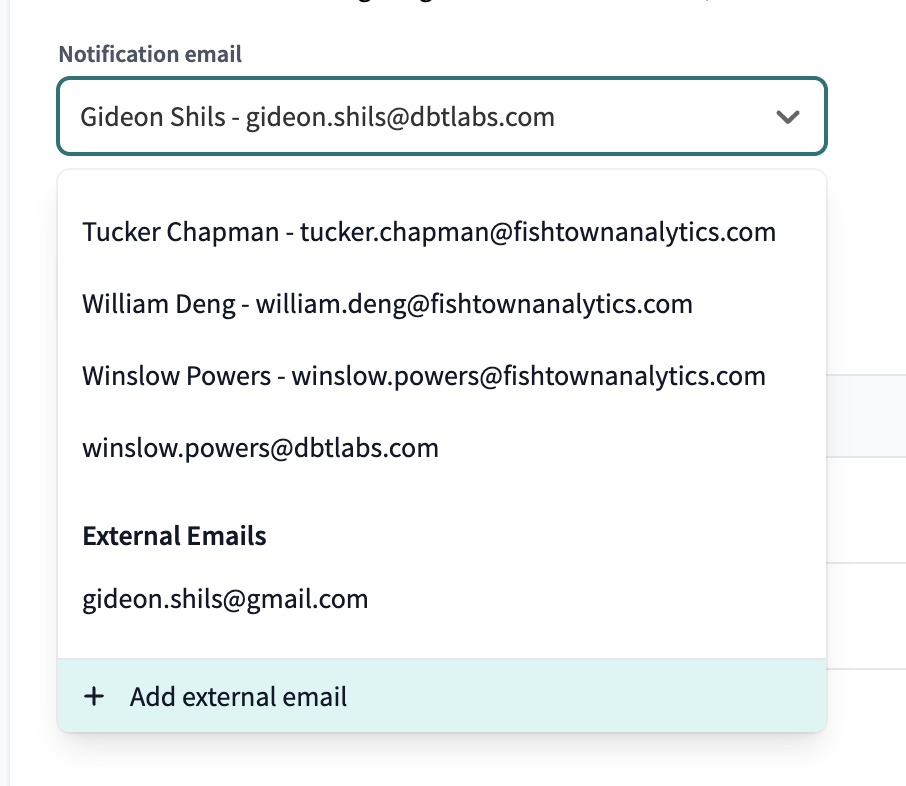 Notification email
Gideon Shils - gideon.shils@dbtlabs.com
Tucker Chapman - tucker.chapman@fishtownanalytics.com
William Deng - william.deng@fishtownanalytics.com
Winslow Powers - winslow.powers@fishtownanalytics.com
winslow.powers@dbtlabs.com
External Emails
gideon.shils@gmail.com
+ Add external email